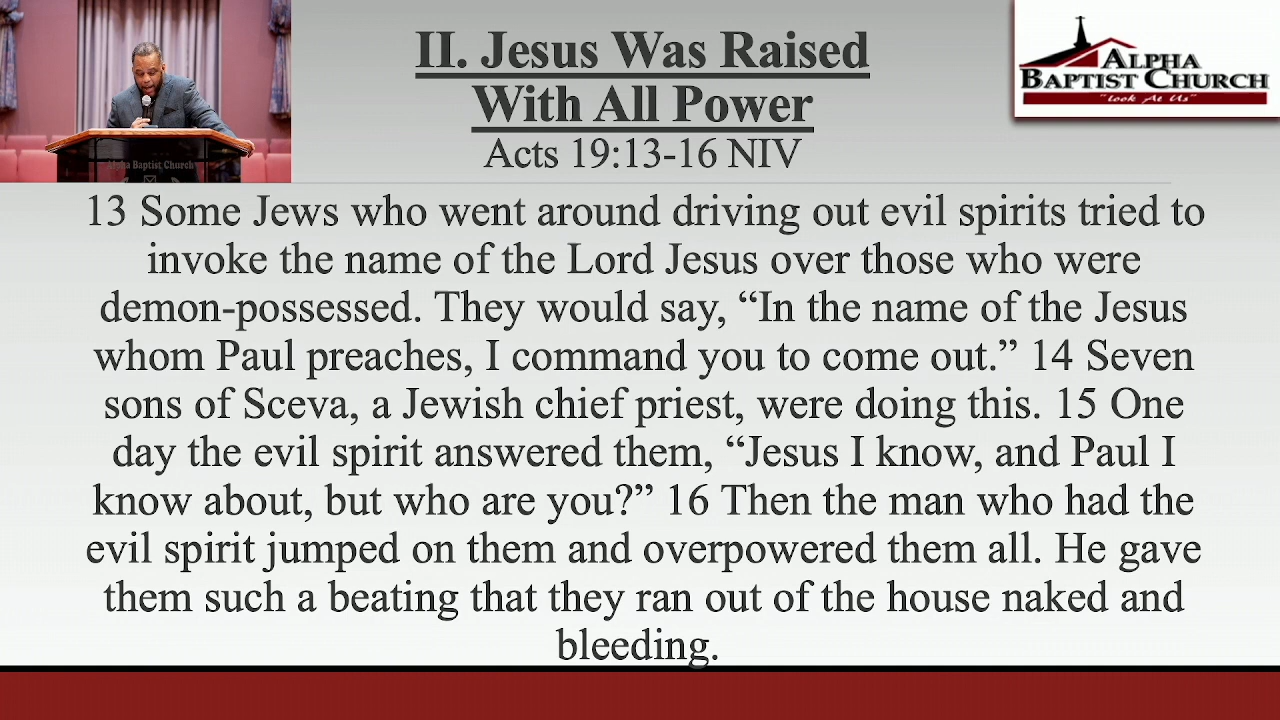 II. Jesus Was Raised
With All Power
Acts 19:13-16 NIV
ALPHA
BAPTIST CHURCH
"Look At Us"
Alpha Baptist Church
13 Some Jews who went around driving out evil spirits tried to
invoke the name of the Lord Jesus over those who were
demon-possessed. They would say, “In the name of the Jesus
whom Paul preaches, I command you to come out.” 14 Seven
sons of Sceva, a Jewish chief priest, were doing this. 15 One
day the evil spirit answered them, “Jesus I know, and Paul I
know about, but who are you?” 16 Then the man who had the
evil spirit jumped on them and overpowered them all. He gave
them such a beating that they ran out of the house naked and
bleeding.